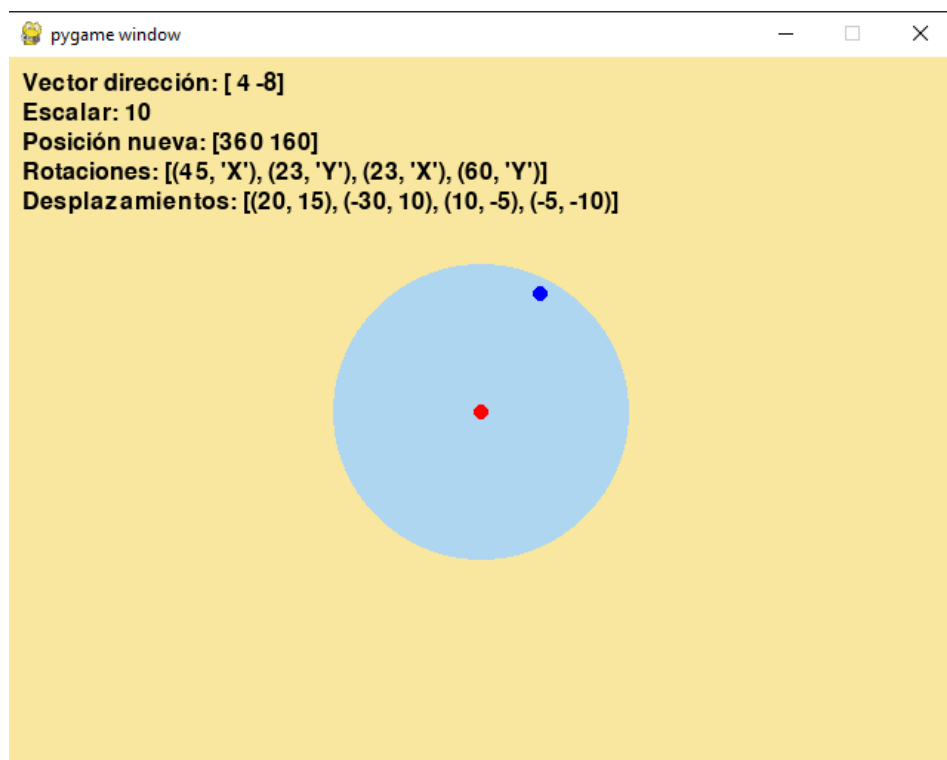 pygame window
Vector dirección: [ 4 -8]
Escalar: 10
Posición nueva: [360 160]
Rotaciones: [(45, 'X'), (23, 'Y'), (23, 'X'), (60, 'Y')]
Desplazamientos: [(20, 15), (-30, 10), (10, -5), (-5, -10)]